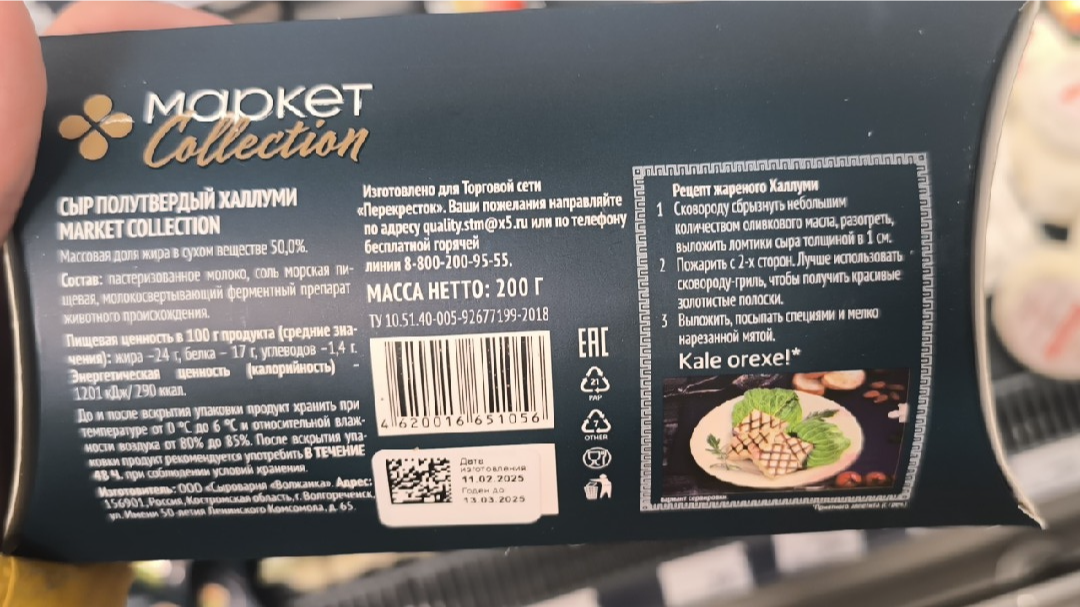 маркет
Collection
СЫР ПОЛУТВЕРДЫЙ ХАЛЛУМИ
MARKET COLLECTION
Массовая доля жира в сухом веществе 50,0%.
Состав: пастеризованное молоко, соль морская пи-
щевая, молокосвертывающий ферментный препарат
животного происхождения.
Пищевая ценность в 100 г продукта (средние зна-
чения): жира –24 г, белка – 17 г, углеводов –1,4 г.
Энергетическая ценность (калорийность) –
1201 кДж/ 290 ккал.
До и после вскрытия упаковки продукт хранить при
температуре от 0 °С до 6 °С и относительной влаж-
ности воздуха от 80% до 85%. После вскрытия упа-
ковки продукт рекомендуется употребить В ТЕЧЕНИЕ
48 Ч. при соблюдении условий хранения.
Изготовитель: ООО «Сыроварня «Волжанка». Адрес:
156901, Россия, Костромская область, г. Волгореченск,
ул. Имени 50-летия Ленинского Комсомола, д. 65.
Изготовлено для Торговой сети
«Перекресток». Ваши пожелания направляйте
по адресу quality.stm@x5.ru или по телефону
бесплатной горячей
линии 8-800-200-95-55.
МАССА НЕТТО: 200 Г
ТУ 10.51.40-005-92677199-2018
4 620016 651056
EAC
21
PAP
7
OTHER
Дата
изготовления
11.02.2025
Годен до
13.03.2025
Рецепт жареного Халлуми
1 Сковороду сбрызнуть небольшим
количеством оливкового масла, разогреть,
выложить ломтики сыра толщиной в 1 см.
2 Пожарить с 2-х сторон. Лучше использовать
сковороду-гриль, чтобы получить красивые
золотистые полоски.
3 Выложить, посыпать специями и мелко
нарезанной мятой.
Kale orexe!*
Вариант сервировки
*Приятного аппетита